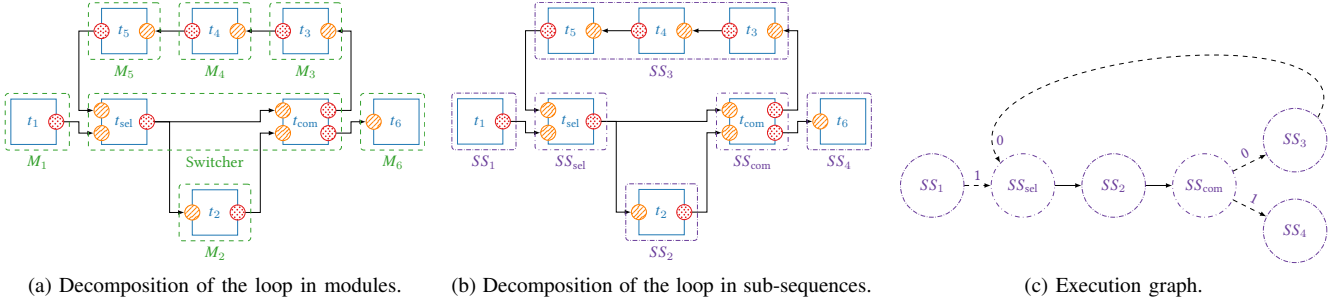 t5 t4 t3
M5 M4 M3
t1 tsel tcom t6
M1 Switcher M6
t2
M2
(a) Decomposition of the loop in modules.
t5 t4 t3
SS3
t1 tsel tcom t6
SS1 SSsel SScom SS4
t2
SS2
(b) Decomposition of the loop in sub-sequences.
0 0 SS3
SS1 1 SSsel SS2 SScom
1 SS4
(c) Execution graph.